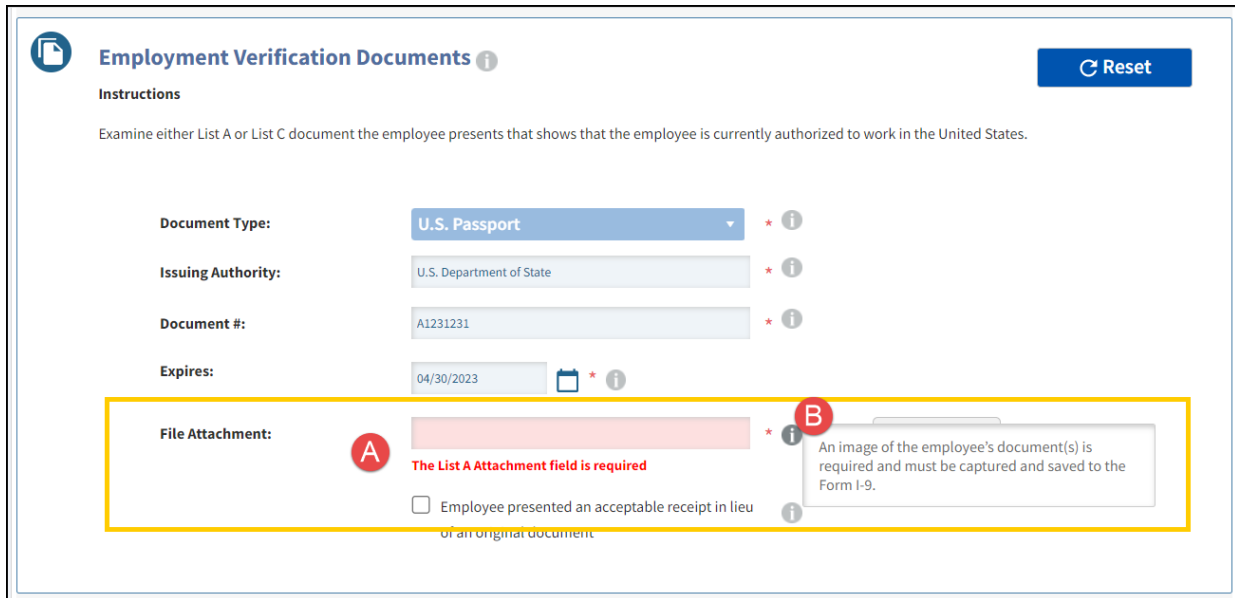 Employment Verification Documents
Reset
Instructions
Examine either List A or List C document the employee presents that shows that the employee is currently authorized to work in the United States.
Document Type:
U.S. Passport
*
Issuing Authority:
U.S. Department of State
*
Document #:
A1231231
*
Expires:
04/30/2023
*
File Attachment:
A
*
B
An image of the employee's document(s) is
required and must be captured and saved to the
Form I-9.
The List A Attachment field is required
Employee presented an acceptable receipt in lieu
of an original document